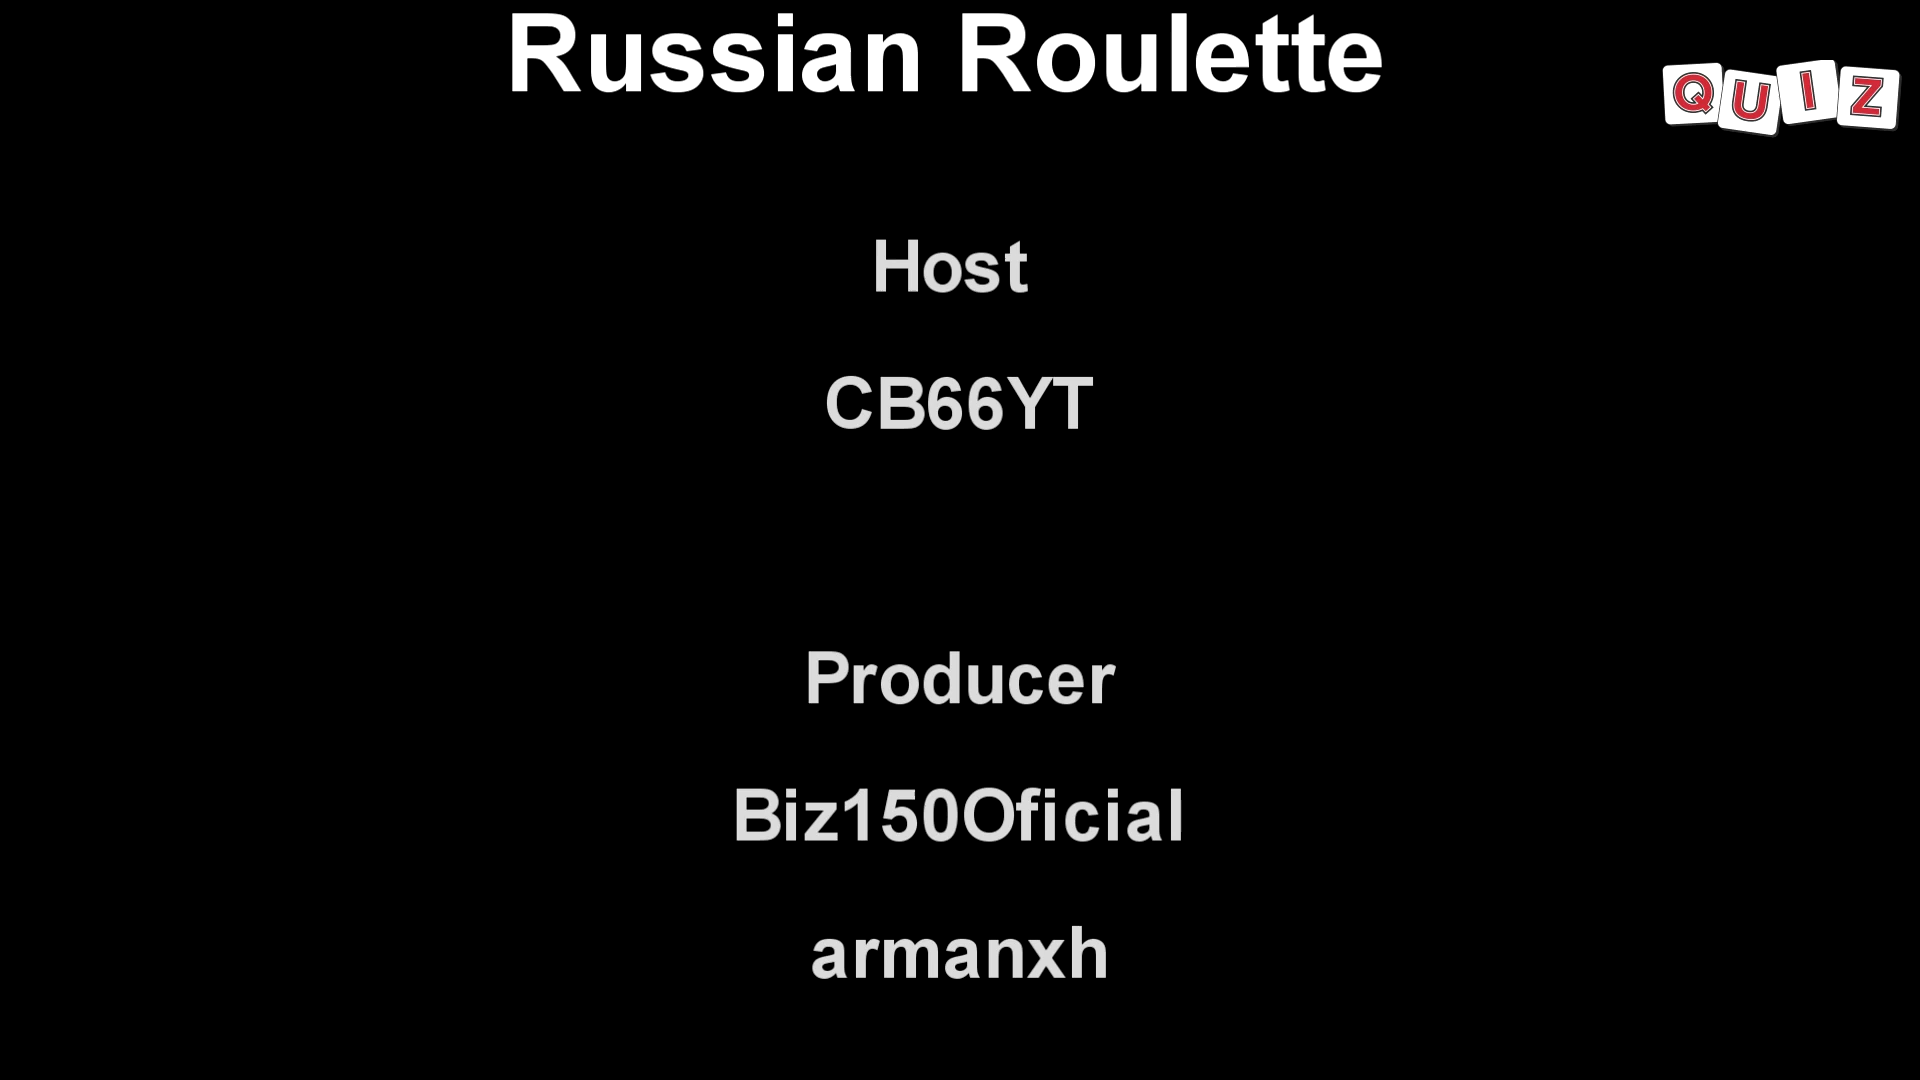 Russian Roulette
QUIZ
Host
CB66YT
Producer
Biz150Oficial
armanxh